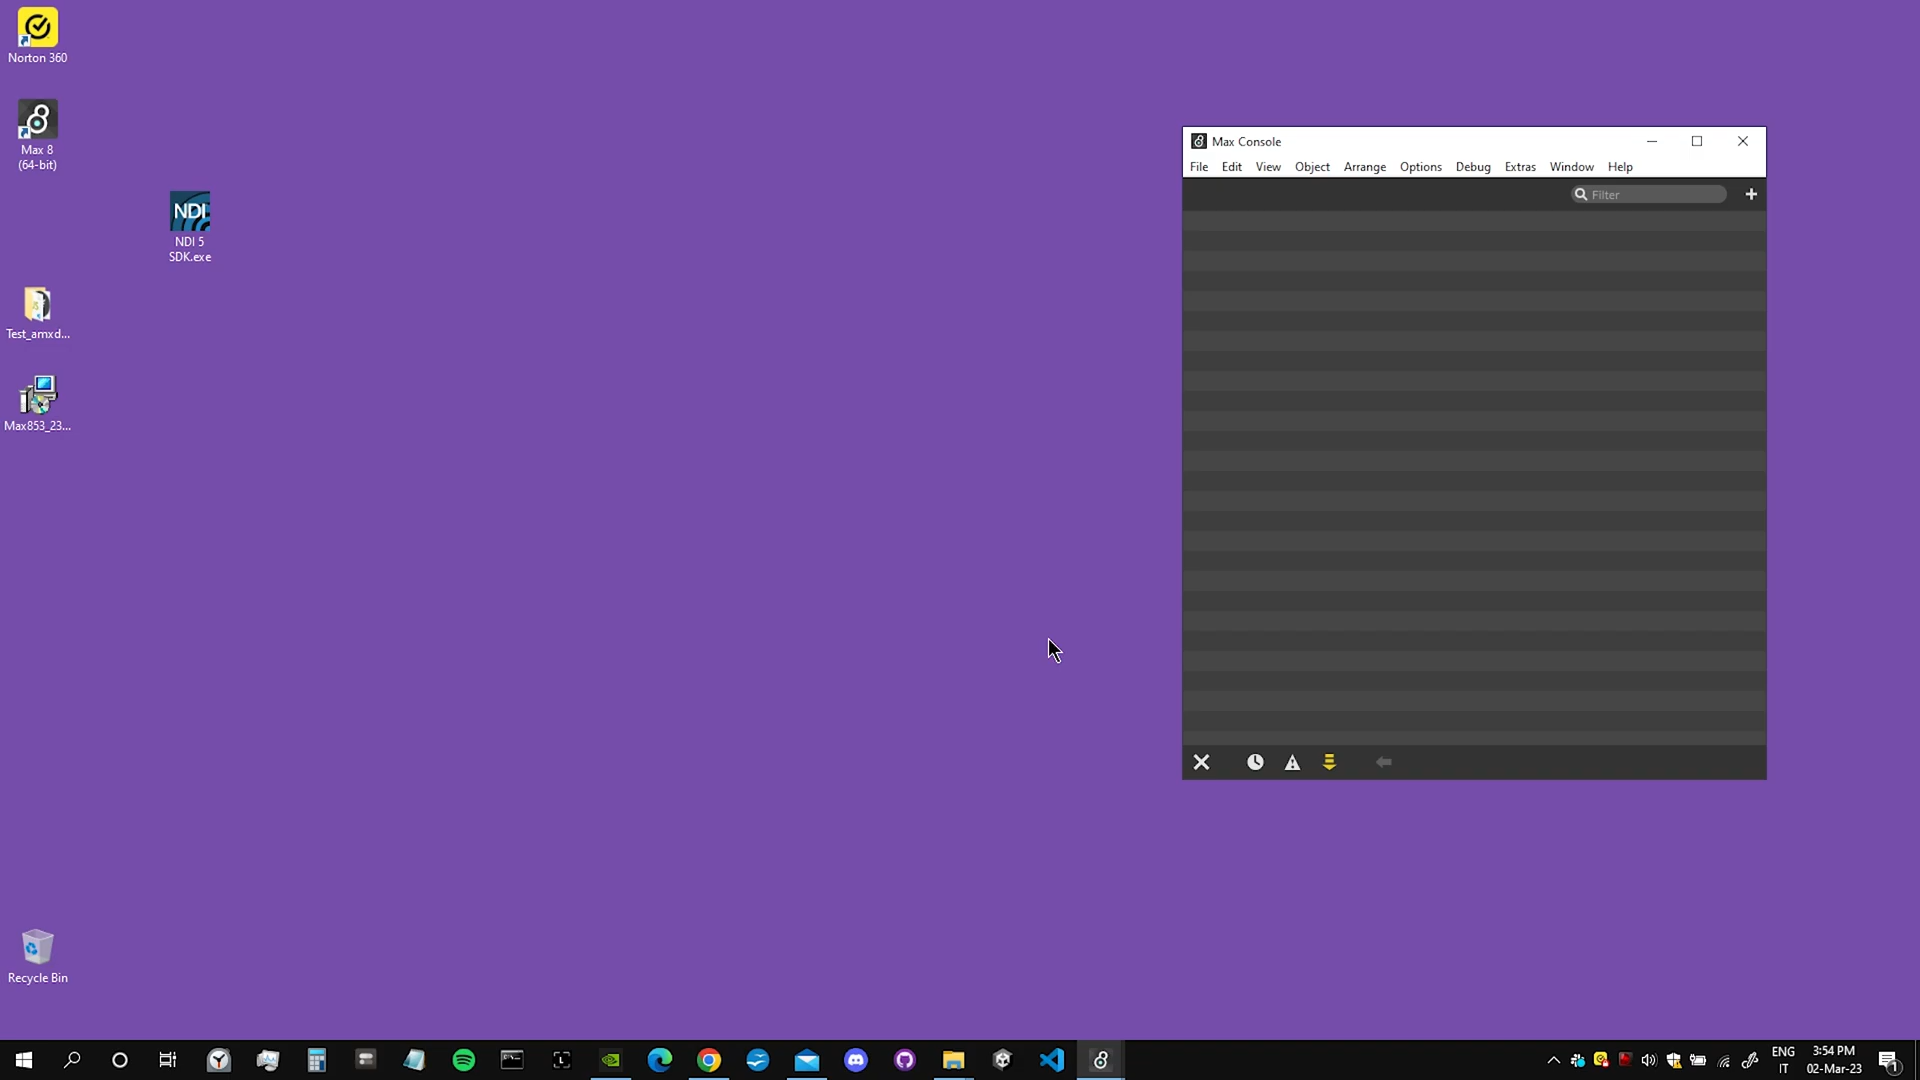 Norton 360
Max 8
(64-bit)
NDI
NDI 5
SDK.exe
Test_amxd...
Max853_23...
Recycle Bin
Max Console
File Edit View Object Arrange Options Debug Extras Window Help
Filter
ENG
IT
3:54 PM
02-Mar-23
1